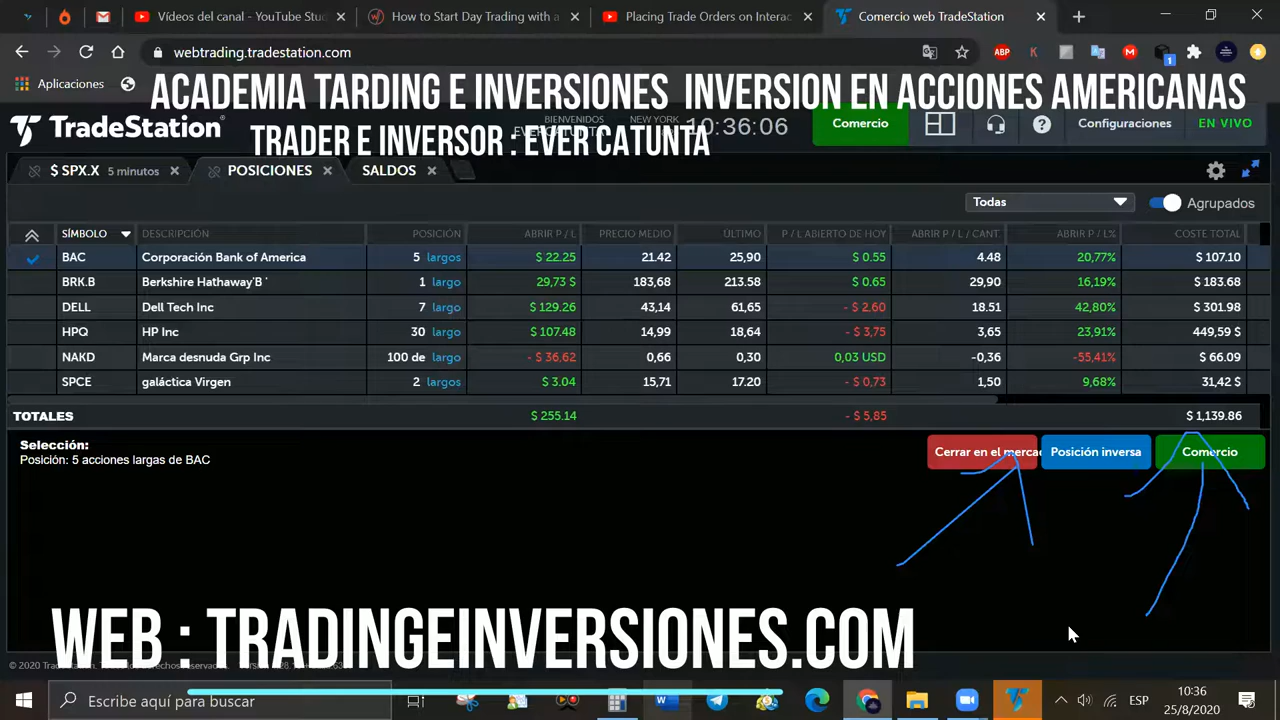 Vídeos del canal - YouTube Stu
How to Start Day Trading with a
Placing Trade Orders on Interac
Comercio web TradeStation
webtrading.tradestation.com
ABP
K
M
1
Aplicaciones
ACADEMIA TARDING E INVERSIONES INVERSION EN ACCIONES AMERICANAS
TradeStation
BIENVENIDOS
NEW YORK
10:36:06
Comercio
Configuraciones
EN VIVO
TRADER E INVERSOR : EVER CATUNTA
$ SPX.X 5 minutos
POSICIONES
SALDOS
Todas
Agrupados
SÍMBOLO DESCRIPCIÓN POSICIÓN ABRIR P / L PRECIO MEDIO ÚLTIMO P / L ABIERTO DE HOY ABRIR P / L / CANT. ABRIR P / L% COSTE TOTAL
BAC Corporación Bank of America 5 largos $ 22.25 21.42 25,90 $ 0.55 4.48 20,77% $ 107.10
BRK.B Berkshire Hathaway'B ' 1 largo 29,73 $ 183,68 213.58 $ 0.65 29,90 16,19% $ 183.68
DELL Dell Tech Inc 7 largo $ 129.26 43,14 61,65 - $ 2,60 18.51 42,80% $ 301.98
HPQ HP Inc 30 largo $ 107.48 14,99 18,64 - $ 3,75 3,65 23,91% 449,59 $
NAKD Marca desnuda Grp Inc 100 de largo - $ 36.62 0,66 0,30 0,03 USD -0,36 -55,41% $ 66.09
SPCE galáctica Virgen 2 largos $ 3.04 15,71 17.20 - $ 0,73 1,50 9,68% 31,42 $
TOTALES $ 255.14 - $ 5,85 $ 1,139.86
Selección:
Posición: 5 acciones largas de BAC
Cerrar en el mercad
Posición inversa
Comercio
WEB : TRADINGEINVERSIONES.COM
© 2020 TradeStation.
Escribe aquí para buscar
ESP
10:36
25/8/2020